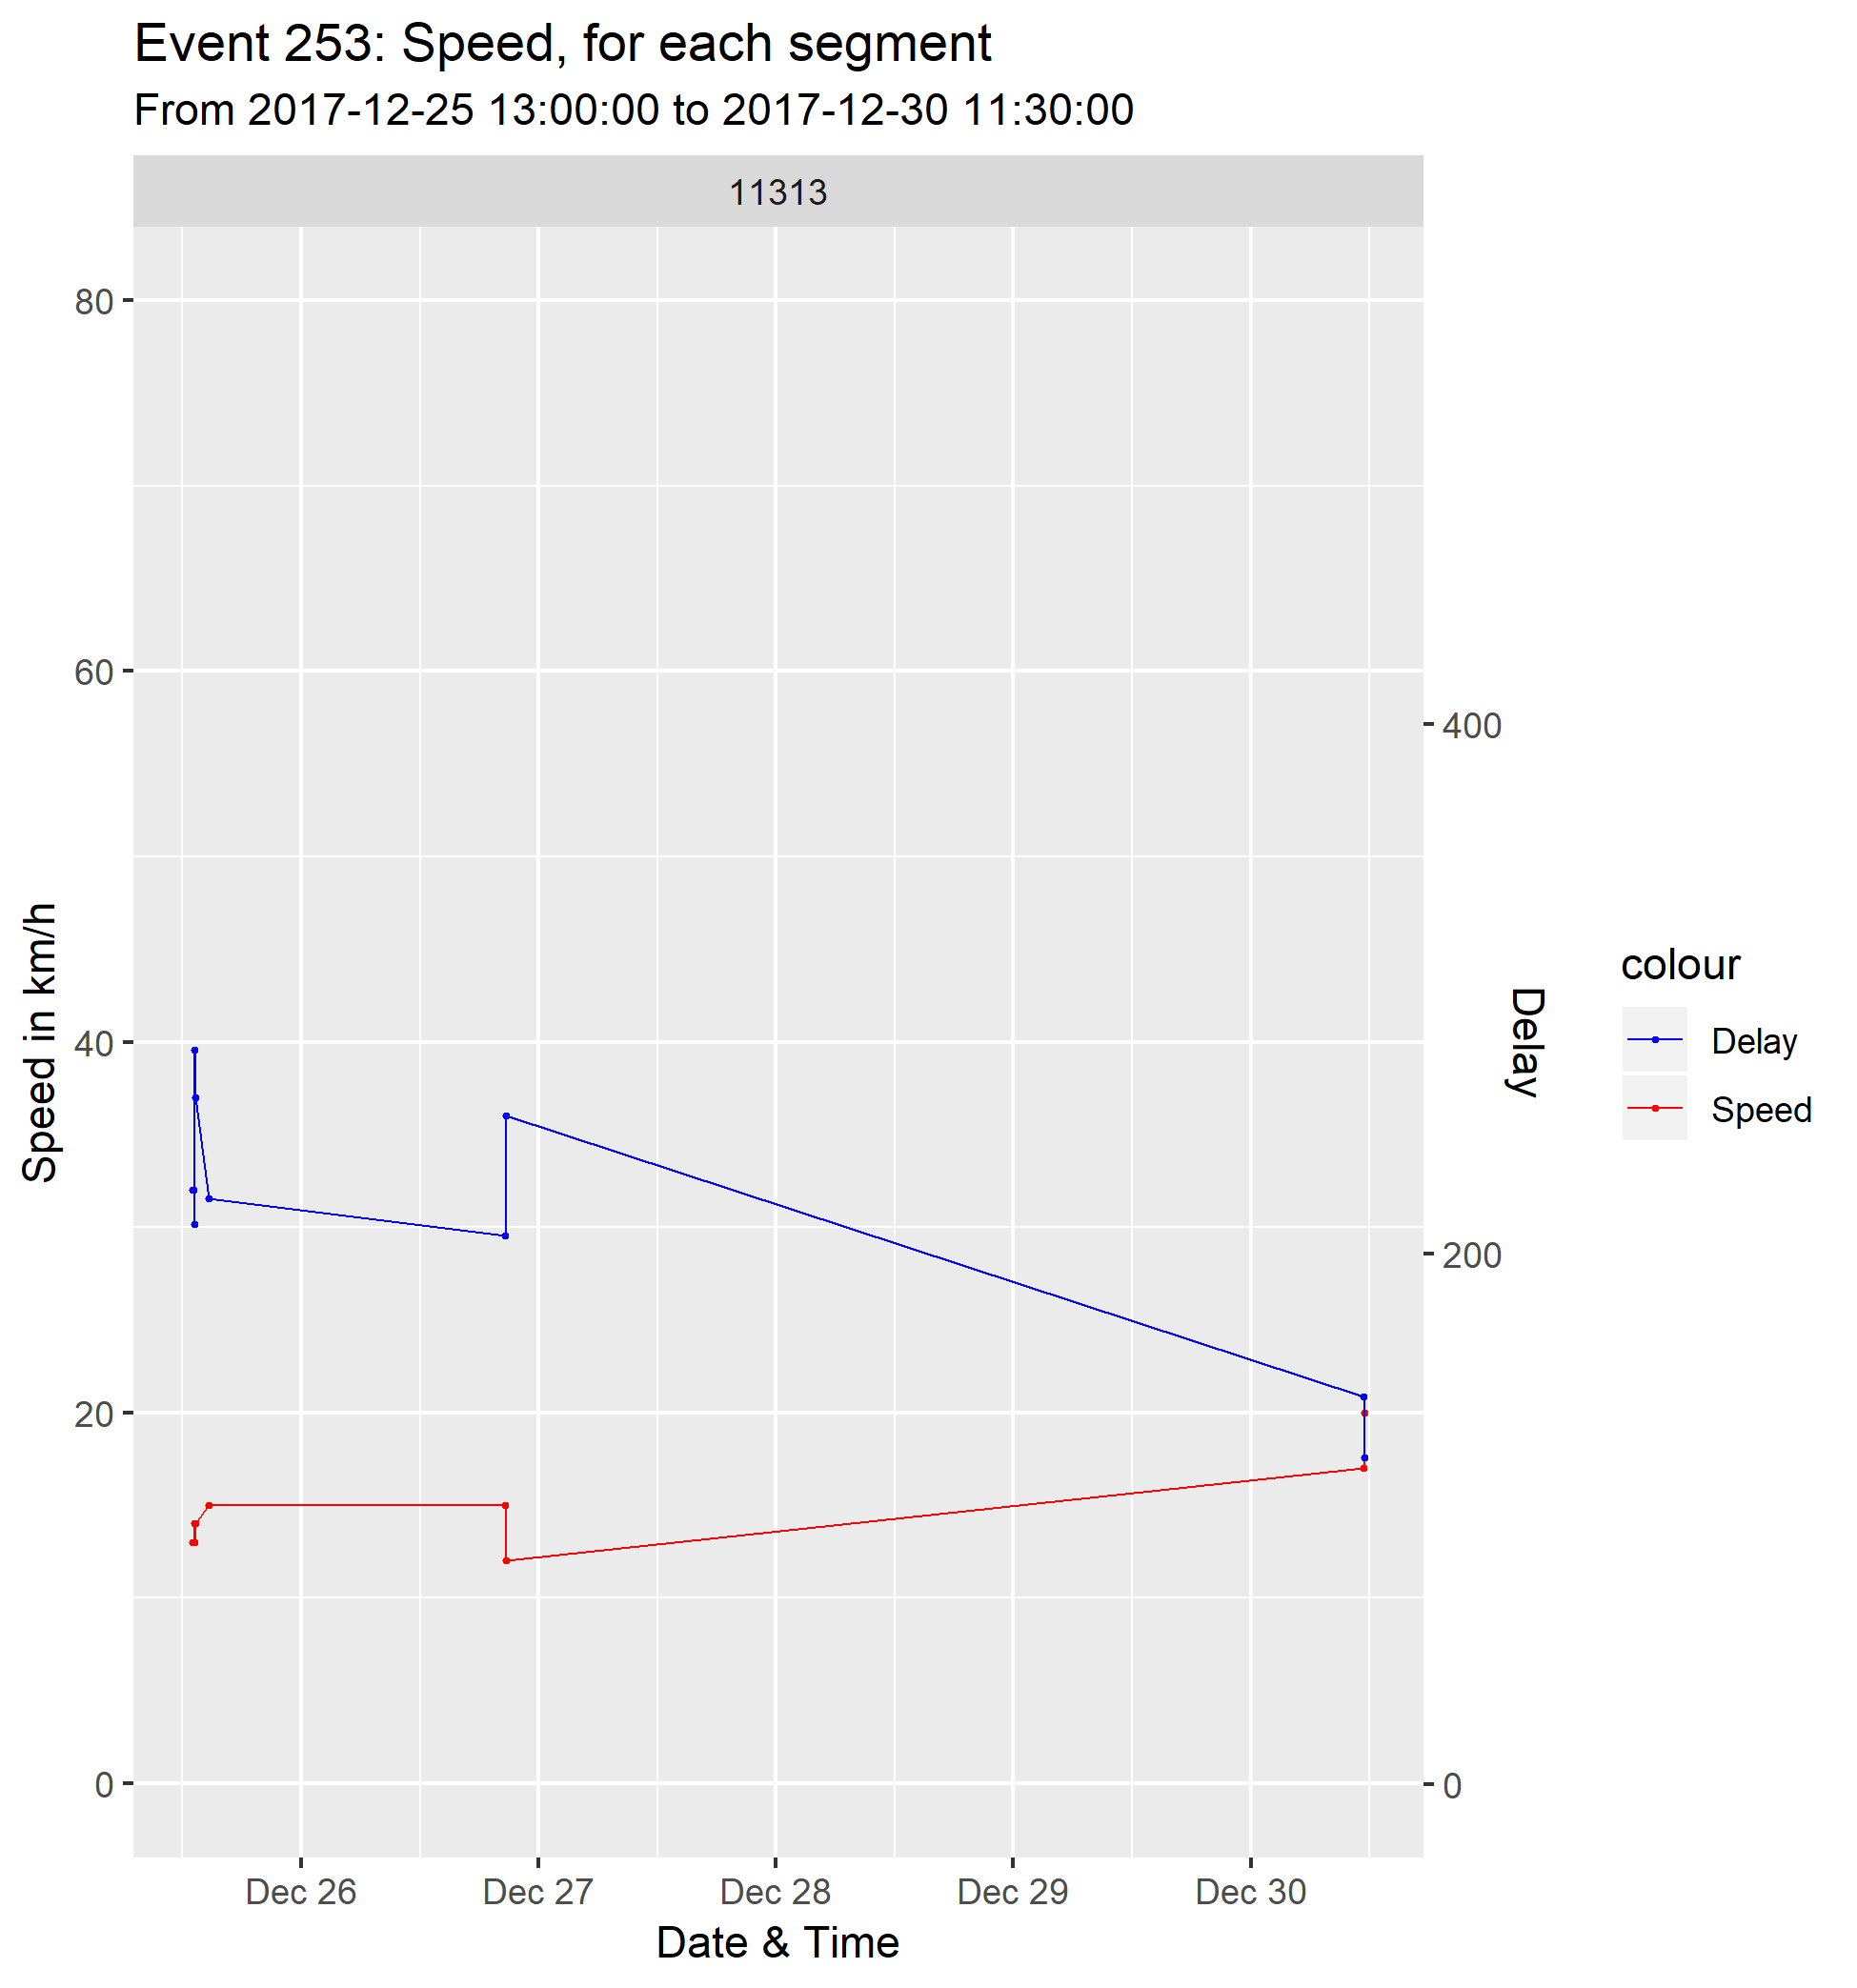 Event 253: Speed, for each segment
From 2017-12-25 13:00:00 to 2017-12-30 11:30:00
11313
80
60
40
20
0
Speed in km/h
400
200
0
Delay
colour
Delay
Speed
Dec 26
Dec 27
Dec 28
Dec 29
Dec 30
Date & Time